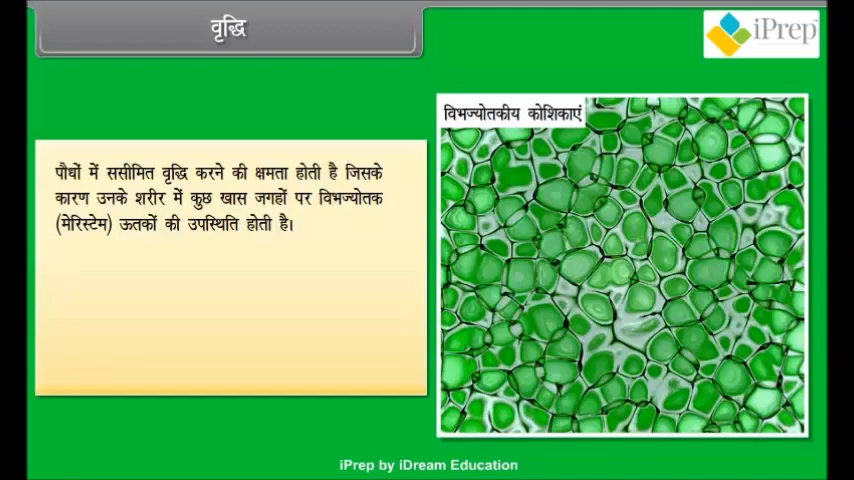 वृद्धि
iPrep
विभज्योतकीय कोशिकाएं
पौधों में ससीमित वृद्धि करने की क्षमता होती है जिसके
कारण उनके शरीर में कुछ खास जगहों पर विभज्योतक
(मेरिस्टेम) ऊतकों की उपस्थिति होती है।
iPrep by iDream Education